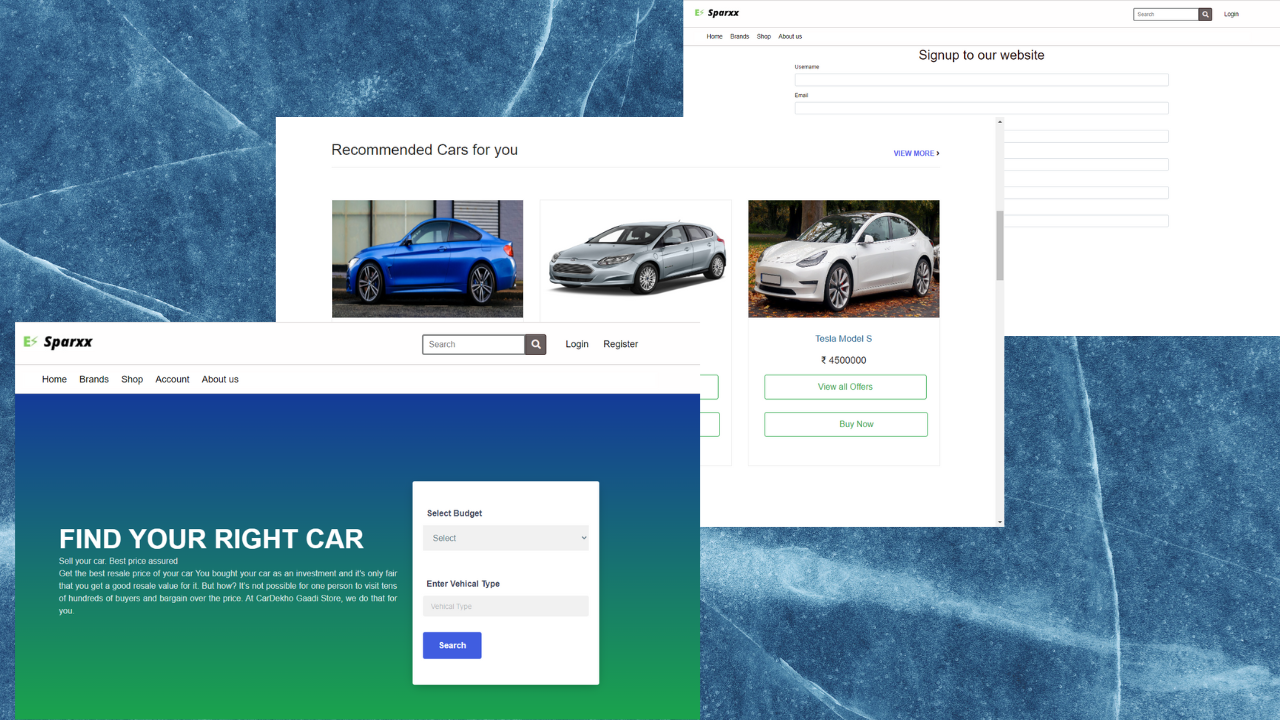 E⚡ Sparxx
Search
Login
Home Brands Shop About us
Signup to our website
Username
Email
Recommended Cars for you
VIEW MORE ›
Tesla Model S
₹ 4500000
View all Offers
Buy Now
E⚡ Sparxx
Search
Login Register
Home Brands Shop Account About us
FIND YOUR RIGHT CAR
Sell your car. Best price assured
Get the best resale price of your car You bought your car as an investment and it's only fair
that you get a good resale value for it. But how? It's not possible for one person to visit tens
of hundreds of buyers and bargain over the price. At CarDekho Gaadi Store, we do that for
you.
Select Budget
Select
Enter Vehical Type
Vehical Type
Search